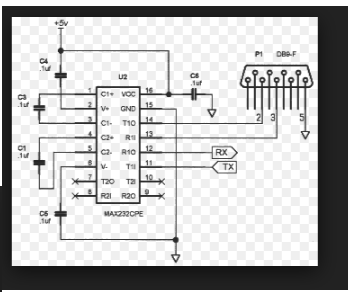 +5v
C4
.1uf
U2
C6
.1uf
P1 DB9-F
C3
.1uf
1 C1+ VCC 16
2 V+ GND 15
3 C1- T1O 14
4 C2+ R1I 13
5 C2- R1O 12
6 V- T1I 11
7 T2O T2I 10
8 R2I R2O 9
2 3 5
C1
.1uf
RX
TX
C5
.1uf
MAX232CPE